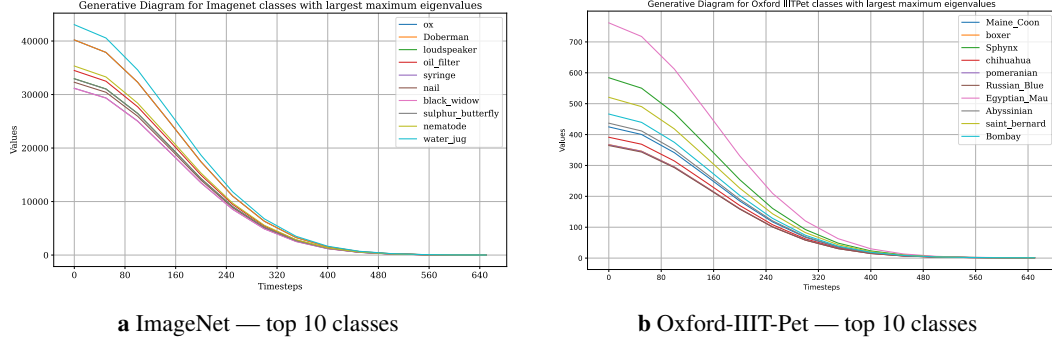 Generative Diagram for Imagenet classes with largest maximum eigenvalues
ox
Doberman
loudspeaker
oil_filter
syringe
nail
black_widow
sulphur_butterfly
nematode
water_jug
Values
40000
30000
20000
10000
0
0 80 160 240 320 400 480 560 640
Timesteps
a ImageNet — top 10 classes
Generative Diagram for Oxford IIITPet classes with largest maximum eigenvalues
Maine_Coon
boxer
Sphynx
chihuahua
pomeranian
Russian_Blue
Egyptian_Mau
Abyssinian
saint_bernard
Bombay
Values
700
600
500
400
300
200
100
0
0 80 160 240 320 400 480 560 640
Timesteps
b Oxford-IIIT-Pet — top 10 classes